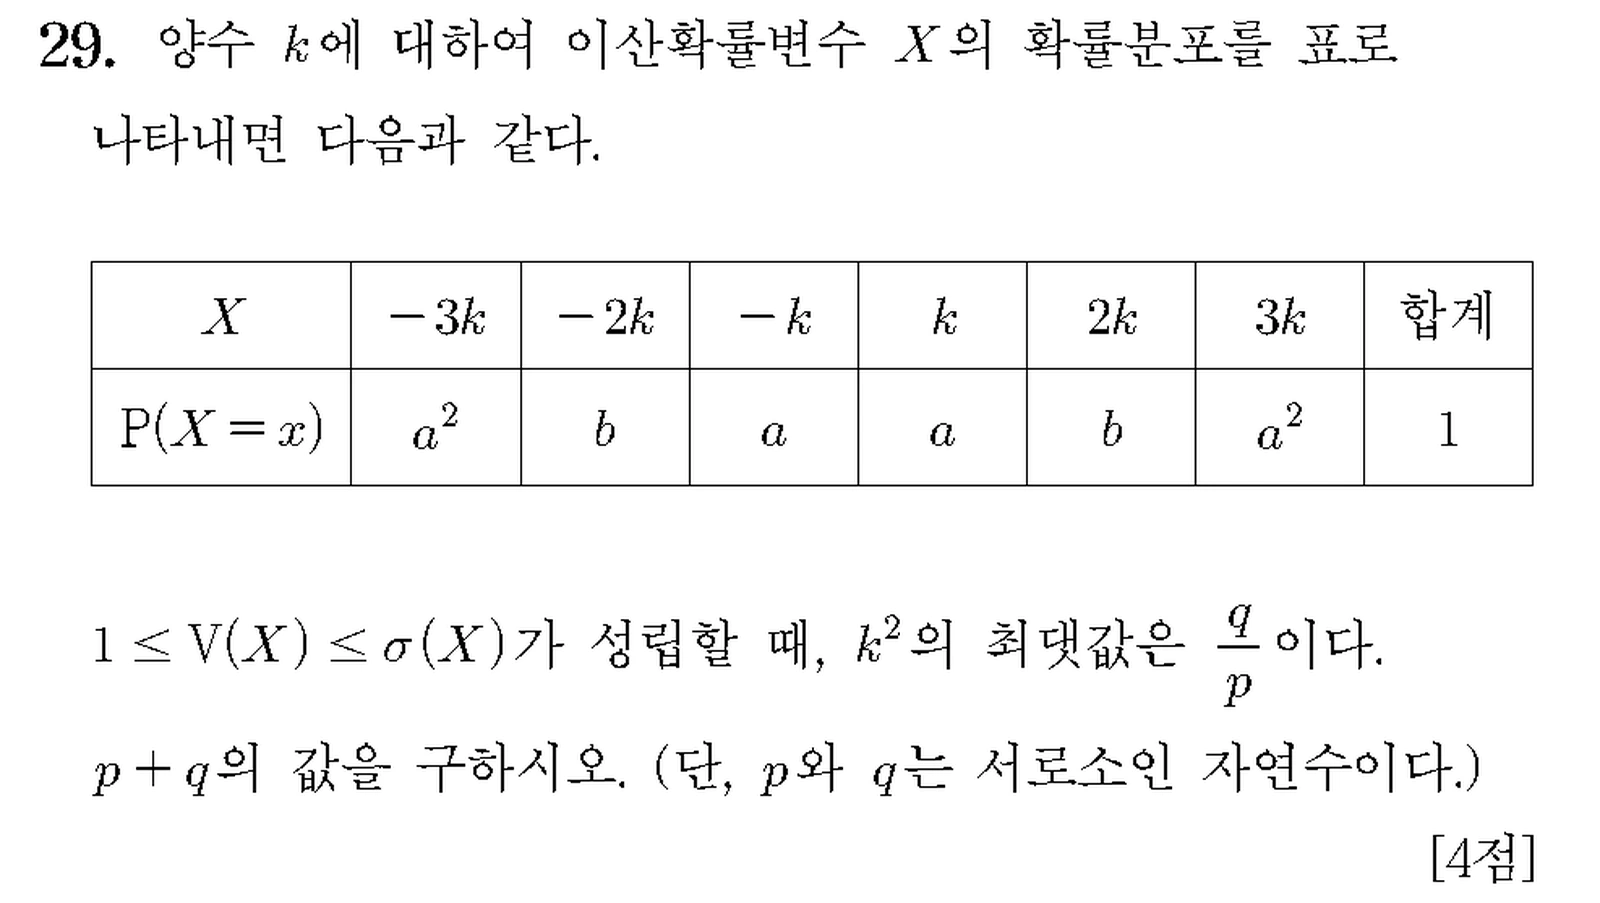 29. 양수 k에 대하여 이산확률변수 X의 확률분포를 표로
나타내면 다음과 같다.
X -3k -2k -k k 2k 3k 합계
P(X=x) a² b a a b a² 1
1 ≤ V(X) ≤ σ(X)가 성립할 때, k²의 최댓값은 q/p이다.
p+q의 값을 구하시오. (단, p와 q는 서로소인 자연수이다.)
[4점]